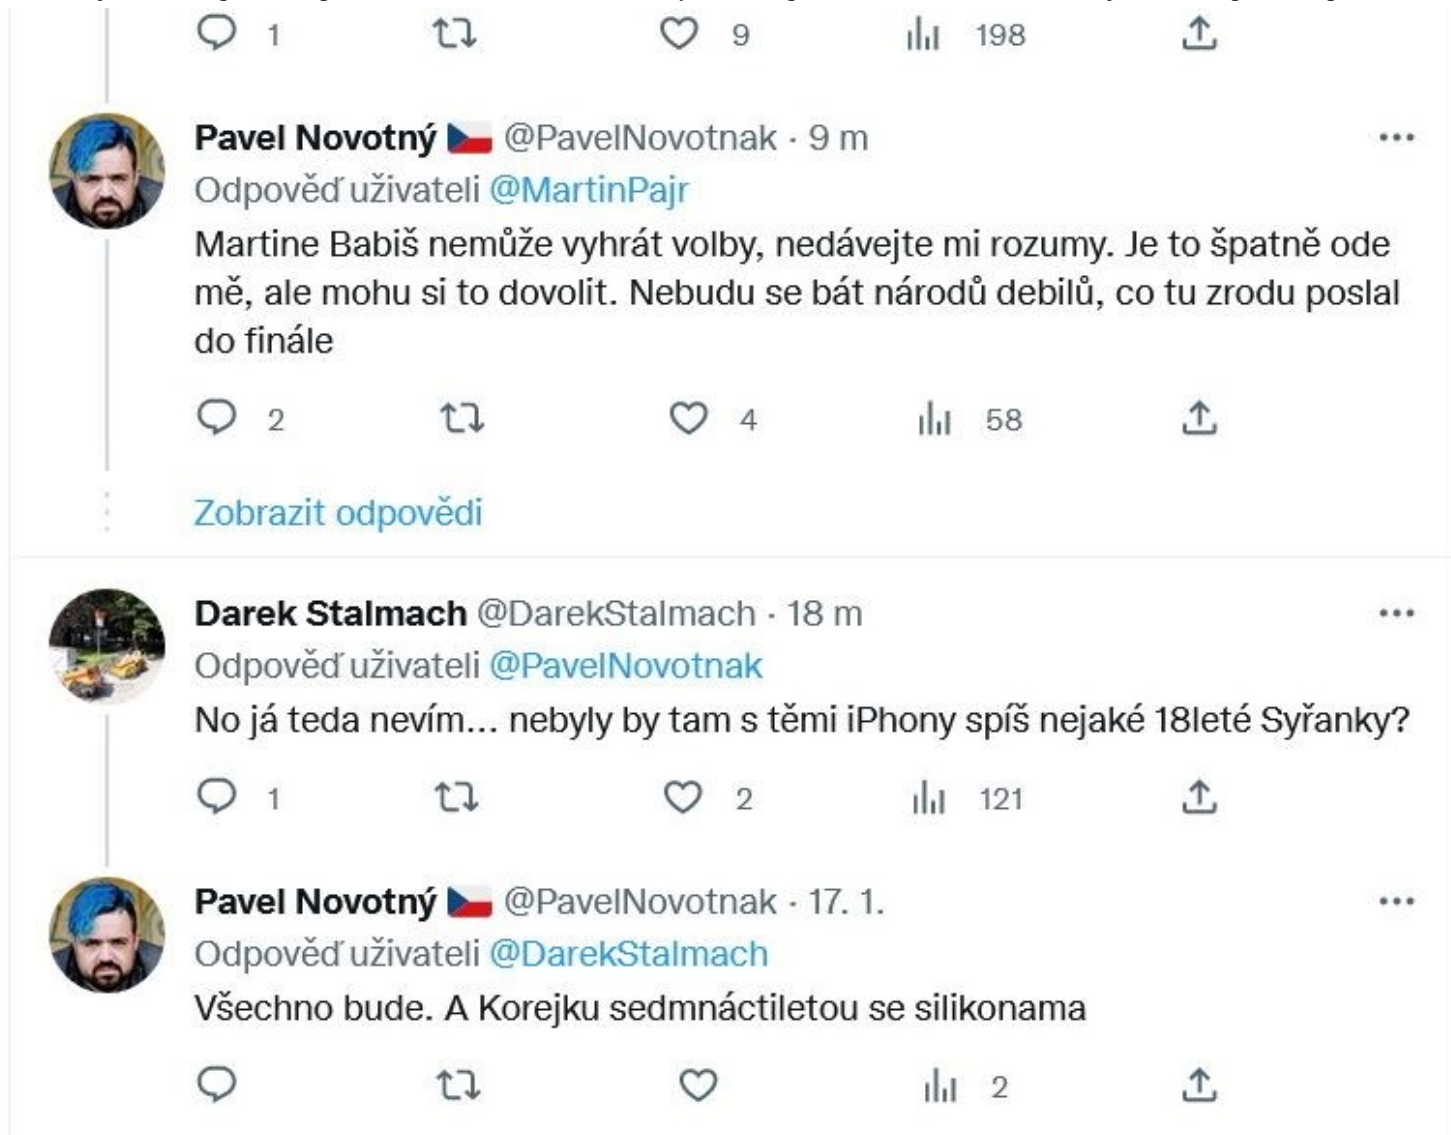 1 9 198
Pavel Novotný @PavelNovotnak · 9 m
Odpověď uživateli @MartinPajr
Martine Babiš nemůže vyhrát volby, nedávejte mi rozumy. Je to špatně ode
mě, ale mohu si to dovolit. Nebudu se bát národů debilů, co tu zrodu poslal
do finále
2 4 58
Zobrazit odpovědi
Darek Stalmach @DarekStalmach · 18 m
Odpověď uživateli @PavelNovotnak
No já teda nevím... nebyly by tam s těmi iPhony spíš nejaké 18leté Syřanky?
1 2 121
Pavel Novotný @PavelNovotnak · 17. 1.
Odpověď uživateli @DarekStalmach
Všechno bude. A Korejku sedmnáctiletou se silikonama
2